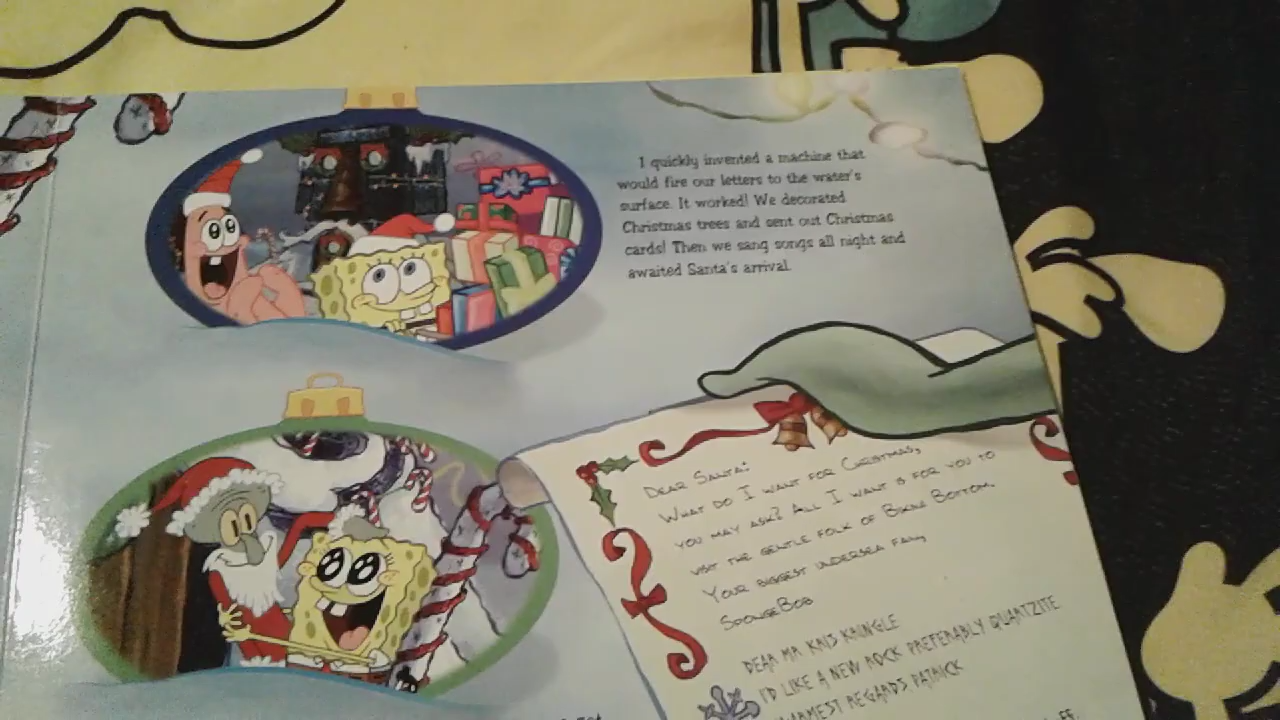 I quickly invented a machine that
would fire our letters to the water's
surface. It worked! We decorated
Christmas trees and sent out Christmas
cards! Then we sang songs all night and
awaited Santa's arrival.
DEAR SANTA:
WHAT DO I WANT FOR CHRISTMAS,
YOU MAY ASK? ALL I WANT IS FOR YOU TO
VISIT THE GENTLE FOLK OF BIKINI BOTTOM.
YOUR BIGGEST UNDERSEA FAN,
SPONGEBOB
DEAR MR KRIS KRINGLE
I'D LIKE A NEW ROCK PREFERABLY QUARTZITE
WARMEST REGARDS PATRICK